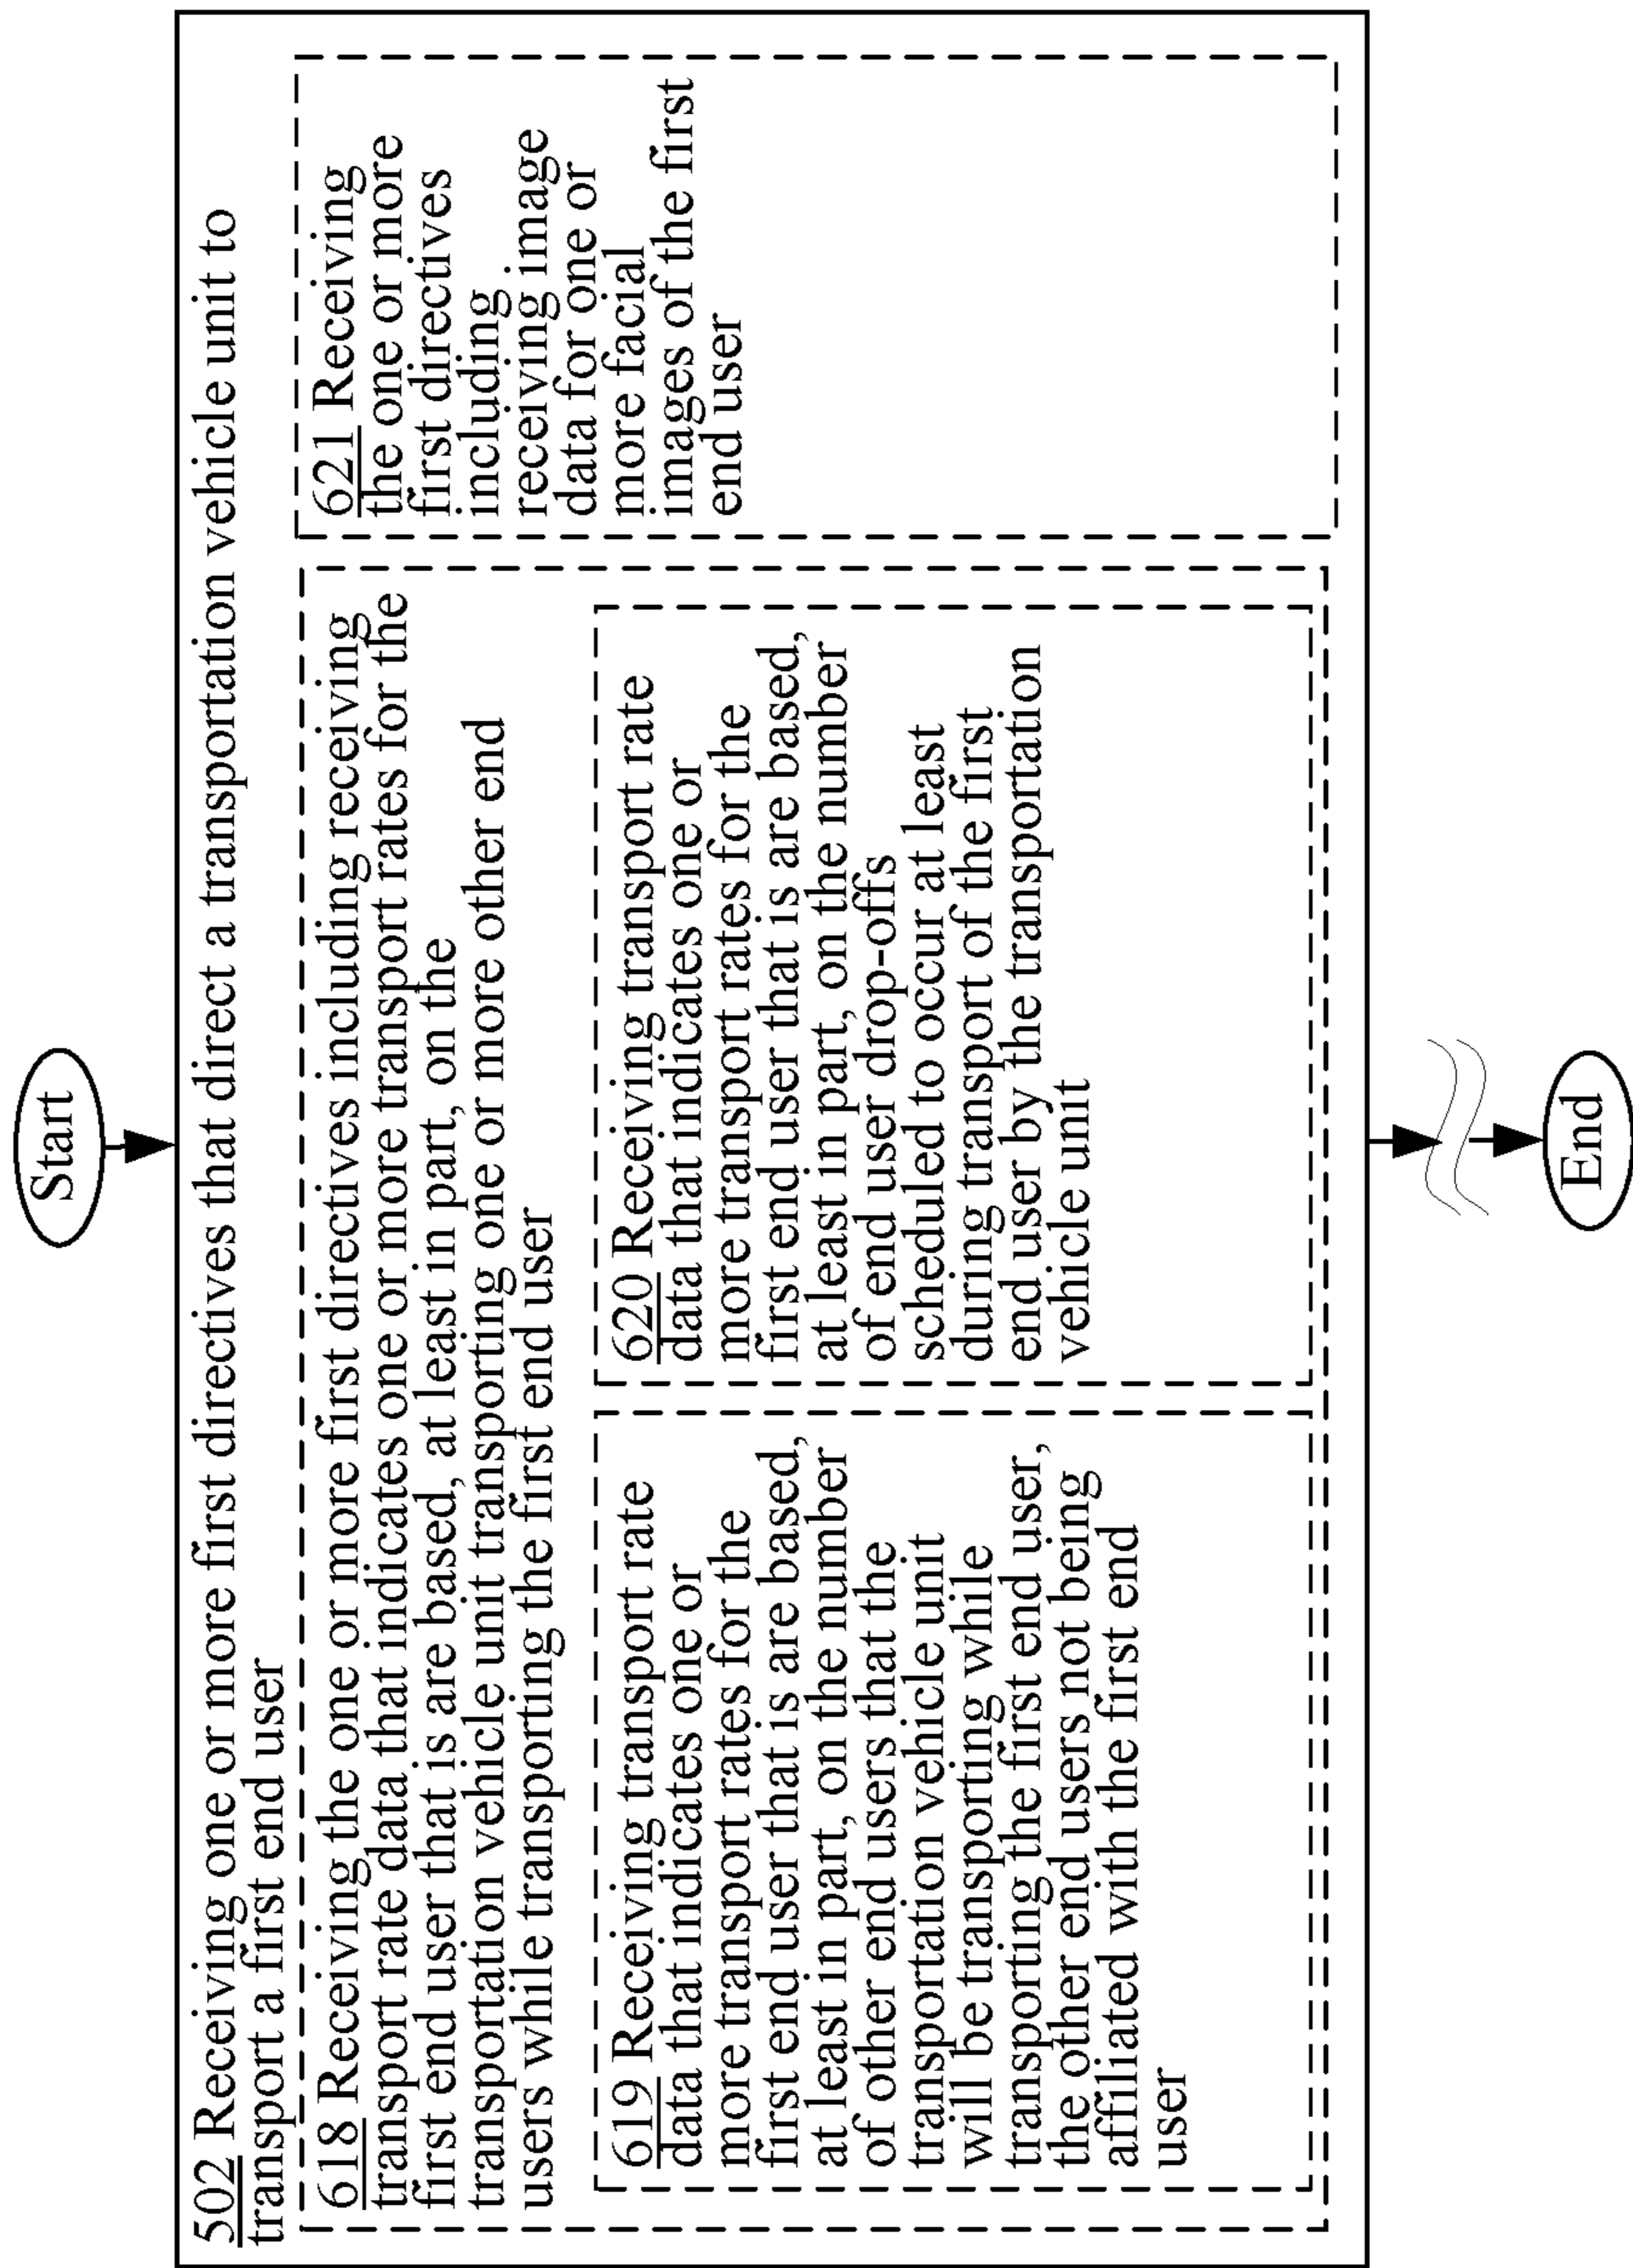 Start
502 Receiving one or more first directives that direct a transportation vehicle unit to
transport a first end user
618 Receiving the one or more first directives including receiving
transport rate data that indicates one or more transport rates for the
first end user that is are based, at least in part, on the
transportation vehicle unit transporting one or more other end
users while transporting the first end user
619 Receiving transport rate
data that indicates one or
more transport rates for the
first end user that is are based,
at least in part, on the number
of other end users that the
transportation vehicle unit
will be transporting while
transporting the first end user,
the other end users not being
affiliated with the first end
user
620 Receiving transport rate
data that indicates one or
more transport rates for the
first end user that is are based,
at least in part, on the number
of end user drop-offs
scheduled to occur at least
during transport of the first
end user by the transportation
vehicle unit
621 Receiving
the one or more
first directives
including
receiving image
data for one or
more facial
images of the first
end user
End